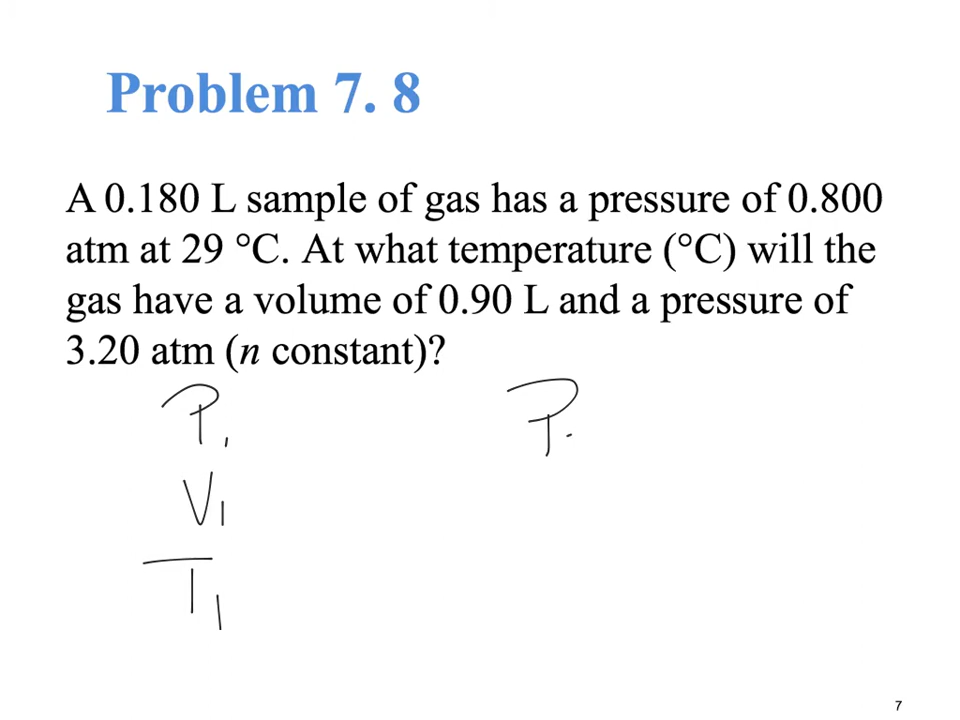 Problem 7. 8
A 0.180 L sample of gas has a pressure of 0.800
atm at 29 °C. At what temperature (°C) will the
gas have a volume of 0.90 L and a pressure of
3.20 atm (n constant)?
P₁ P.
V₁
T₁
7